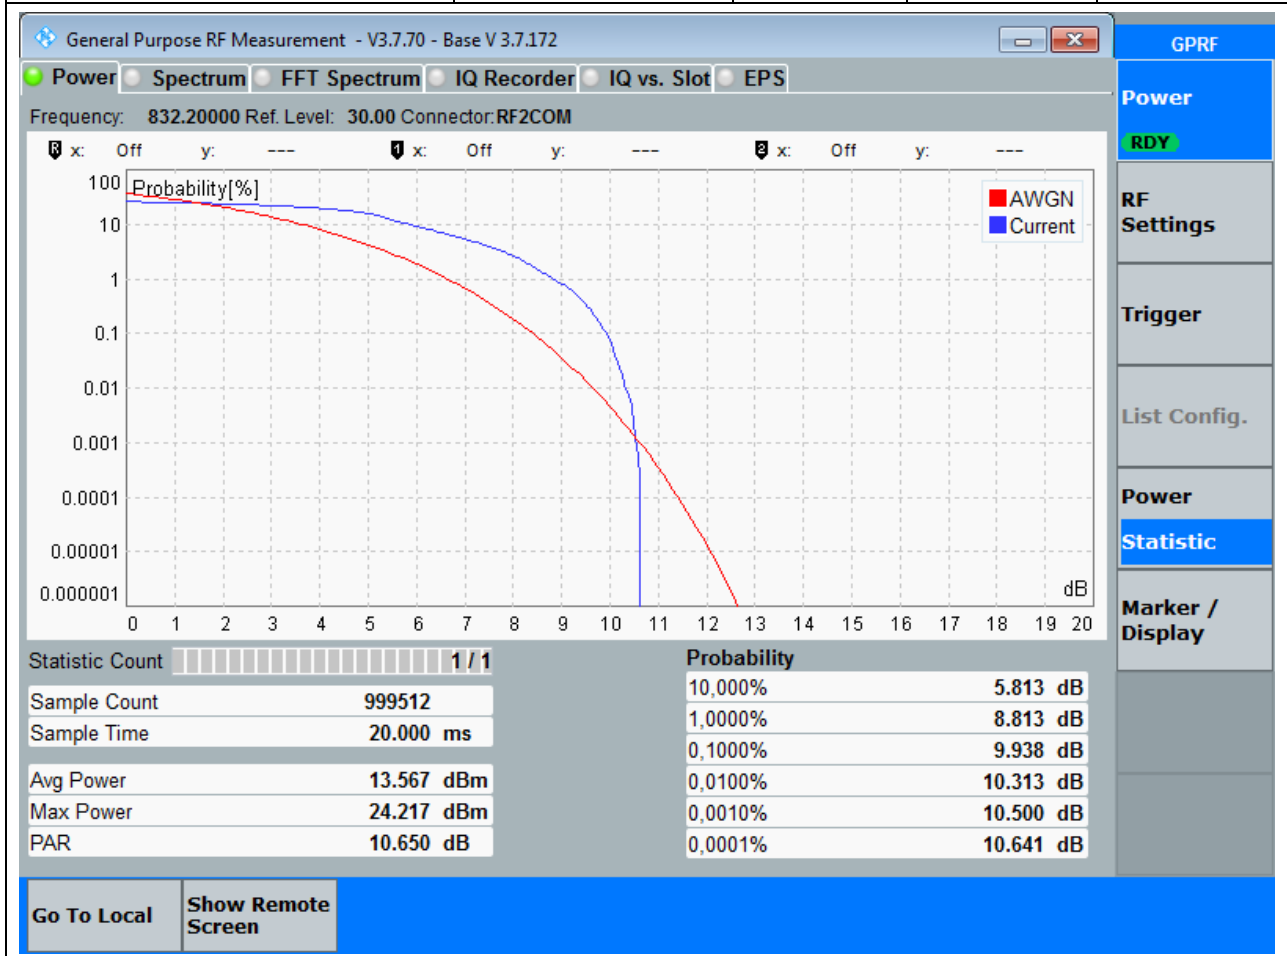 General Purpose RF Measurement - V3.7.70 - Base V 3.7.172
GPRF
Power Spectrum FFT Spectrum IQ Recorder IQ vs. Slot EPS
Frequency: 832.20000 Ref. Level: 30.00 Connector: RF2COM
R x: Off y: --- 1 x: Off y: --- 2 x: Off y: ---
Probability[%]
AWGN
Current
100
10
1
0.1
0.01
0.001
0.0001
0.00001
0.000001
dB
0 1 2 3 4 5 6 7 8 9 10 11 12 13 14 15 16 17 18 19 20
Statistic Count 1 / 1
Sample Count 999512
Sample Time 20.000 ms
Avg Power 13.567 dBm
Max Power 24.217 dBm
PAR 10.650 dB
Probability
10,000% 5.813 dB
1,0000% 8.813 dB
0,1000% 9.938 dB
0,0100% 10.313 dB
0,0010% 10.500 dB
0,0001% 10.641 dB
Power
RDY
RF
Settings
Trigger
List Config.
Power
Statistic
Marker /
Display
Go To Local
Show Remote
Screen